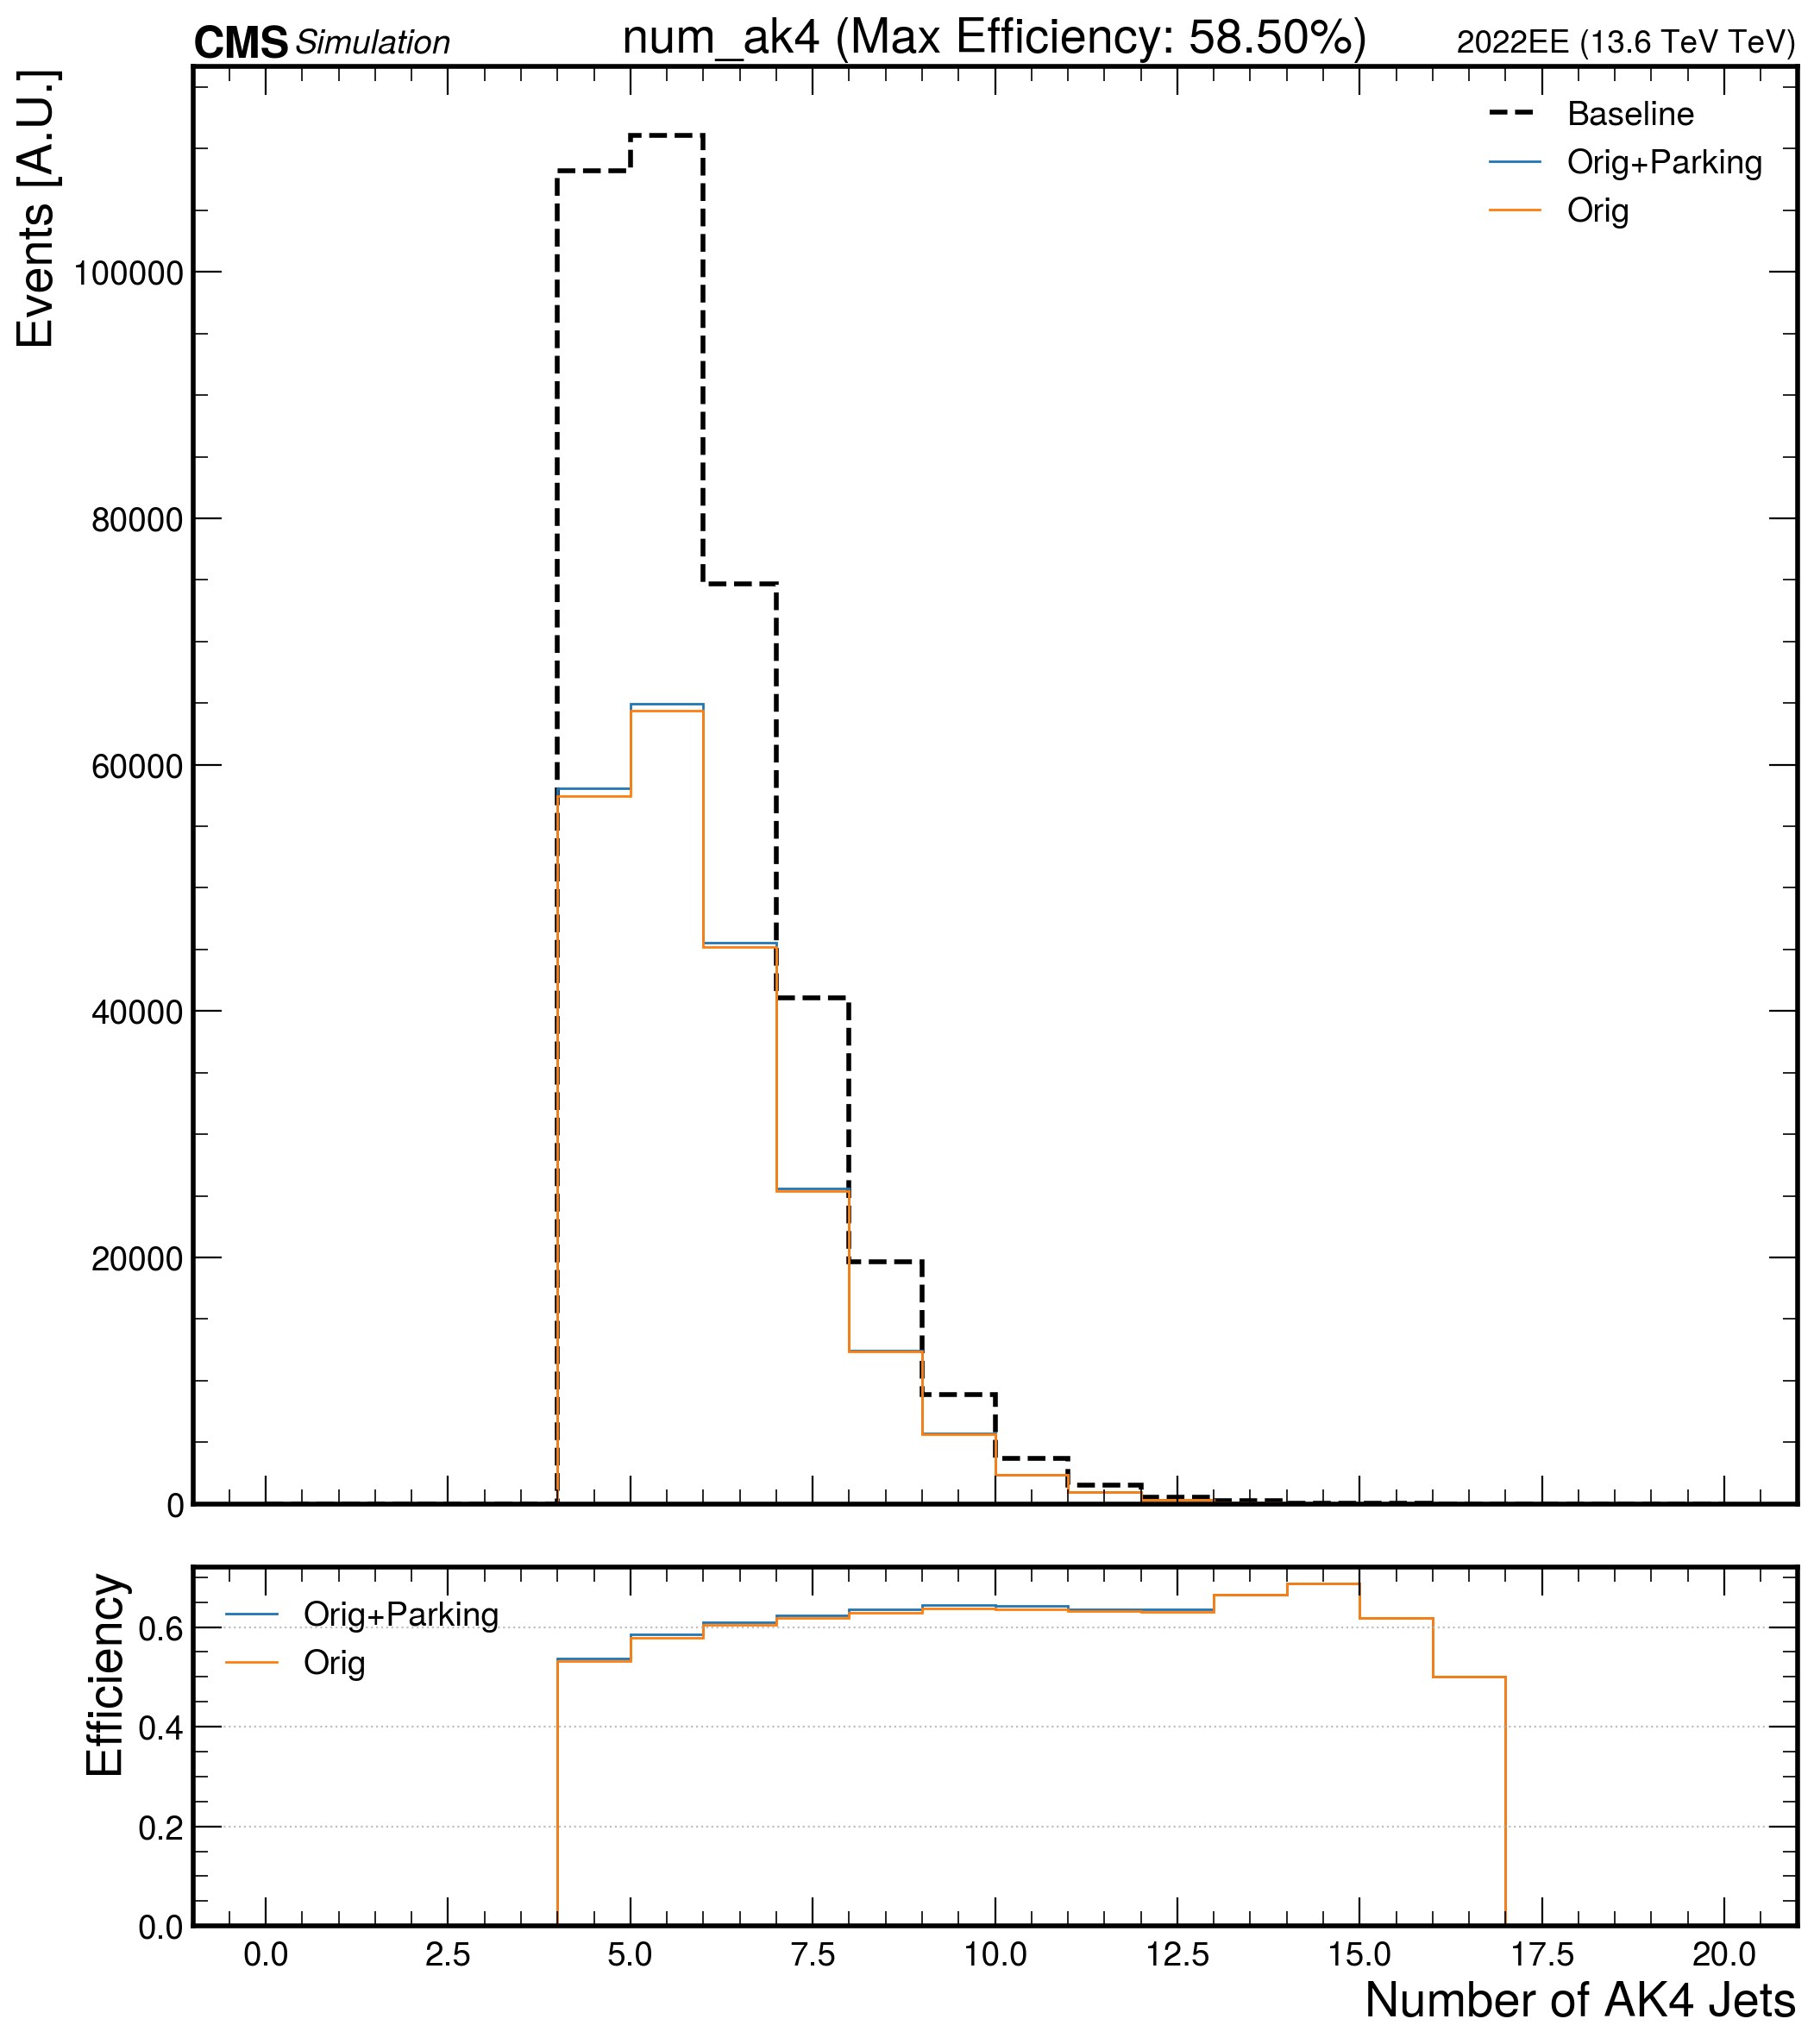 CMS Simulation num_ak4 (Max Efficiency: 58.50%) 2022EE (13.6 TeV TeV)
Events [A.U.]
Baseline
Orig+Parking
Orig
100000
80000
60000
40000
20000
0
Efficiency
Orig+Parking
Orig
0.6
0.4
0.2
0.0
0.0 2.5 5.0 7.5 10.0 12.5 15.0 17.5 20.0
Number of AK4 Jets